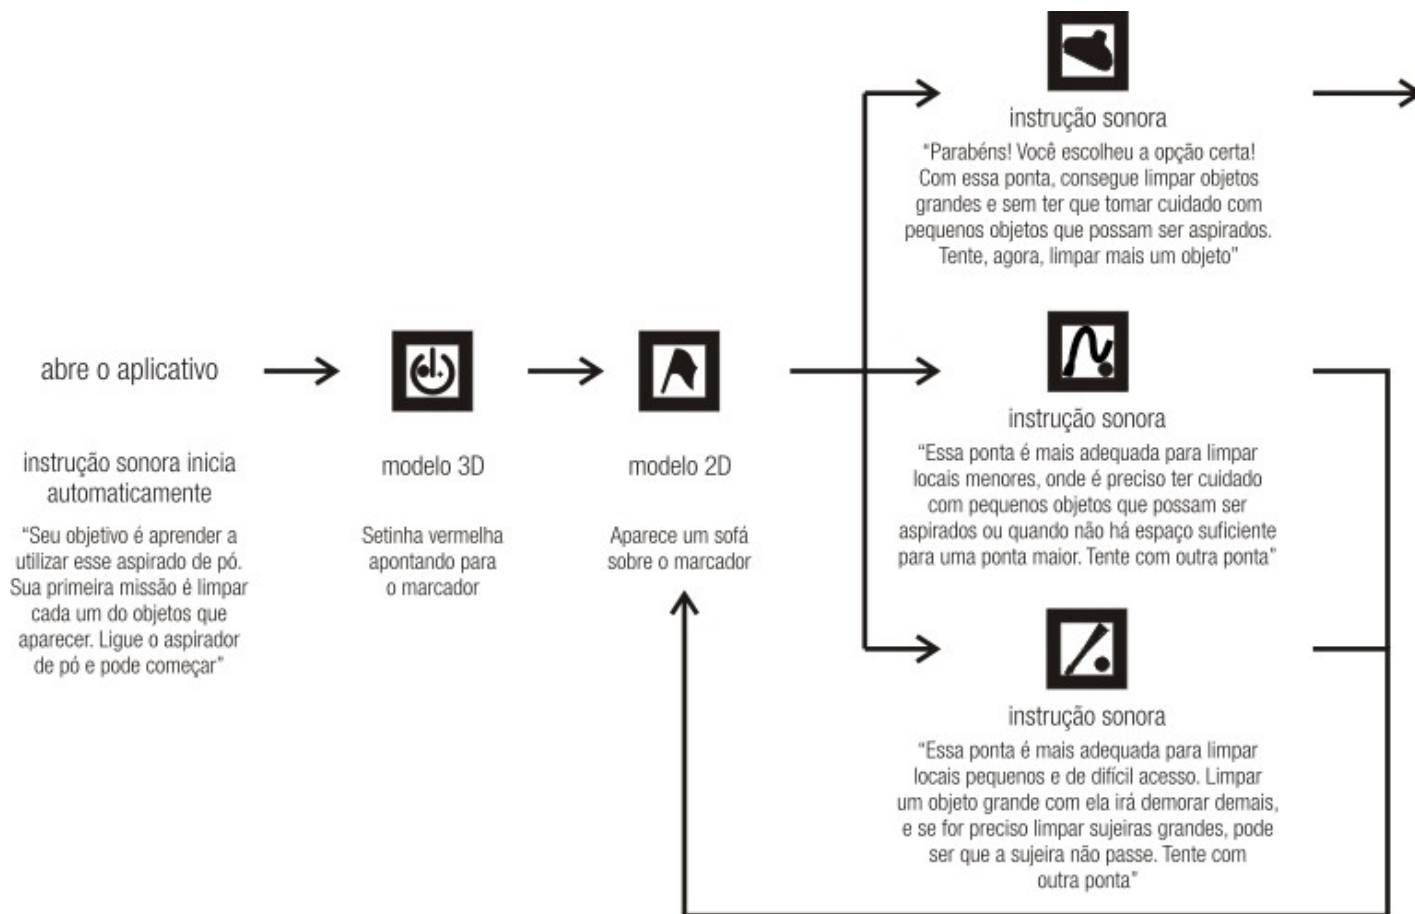 abre o aplicativo
instrução sonora inicia
automaticamente
“Seu objetivo é aprender a
utilizar esse aspirado de pó.
Sua primeira missão é limpar
cada um do objetos que
aparecer. Ligue o aspirador
de pó e pode começar”
modelo 3D
Setinha vermelha
apontando para
o marcador
modelo 2D
Aparece um sofá
sobre o marcador
instrução sonora
“Parabéns! Você escolheu a opção certa!
Com essa ponta, consegue limpar objetos
grandes e sem ter que tomar cuidado com
pequenos objetos que possam ser aspirados.
Tente, agora, limpar mais um objeto”
instrução sonora
“Essa ponta é mais adequada para limpar
locais menores, onde é preciso ter cuidado
com pequenos objetos que possam ser
aspirados ou quando não há espaço suficiente
para uma ponta maior. Tente com outra ponta”
instrução sonora
“Essa ponta é mais adequada para limpar
locais pequenos e de difícil acesso. Limpar
um objeto grande com ela irá demorar demais,
e se for preciso limpar sujeiras grandes, pode
ser que a sujeira não passe. Tente com
outra ponta”